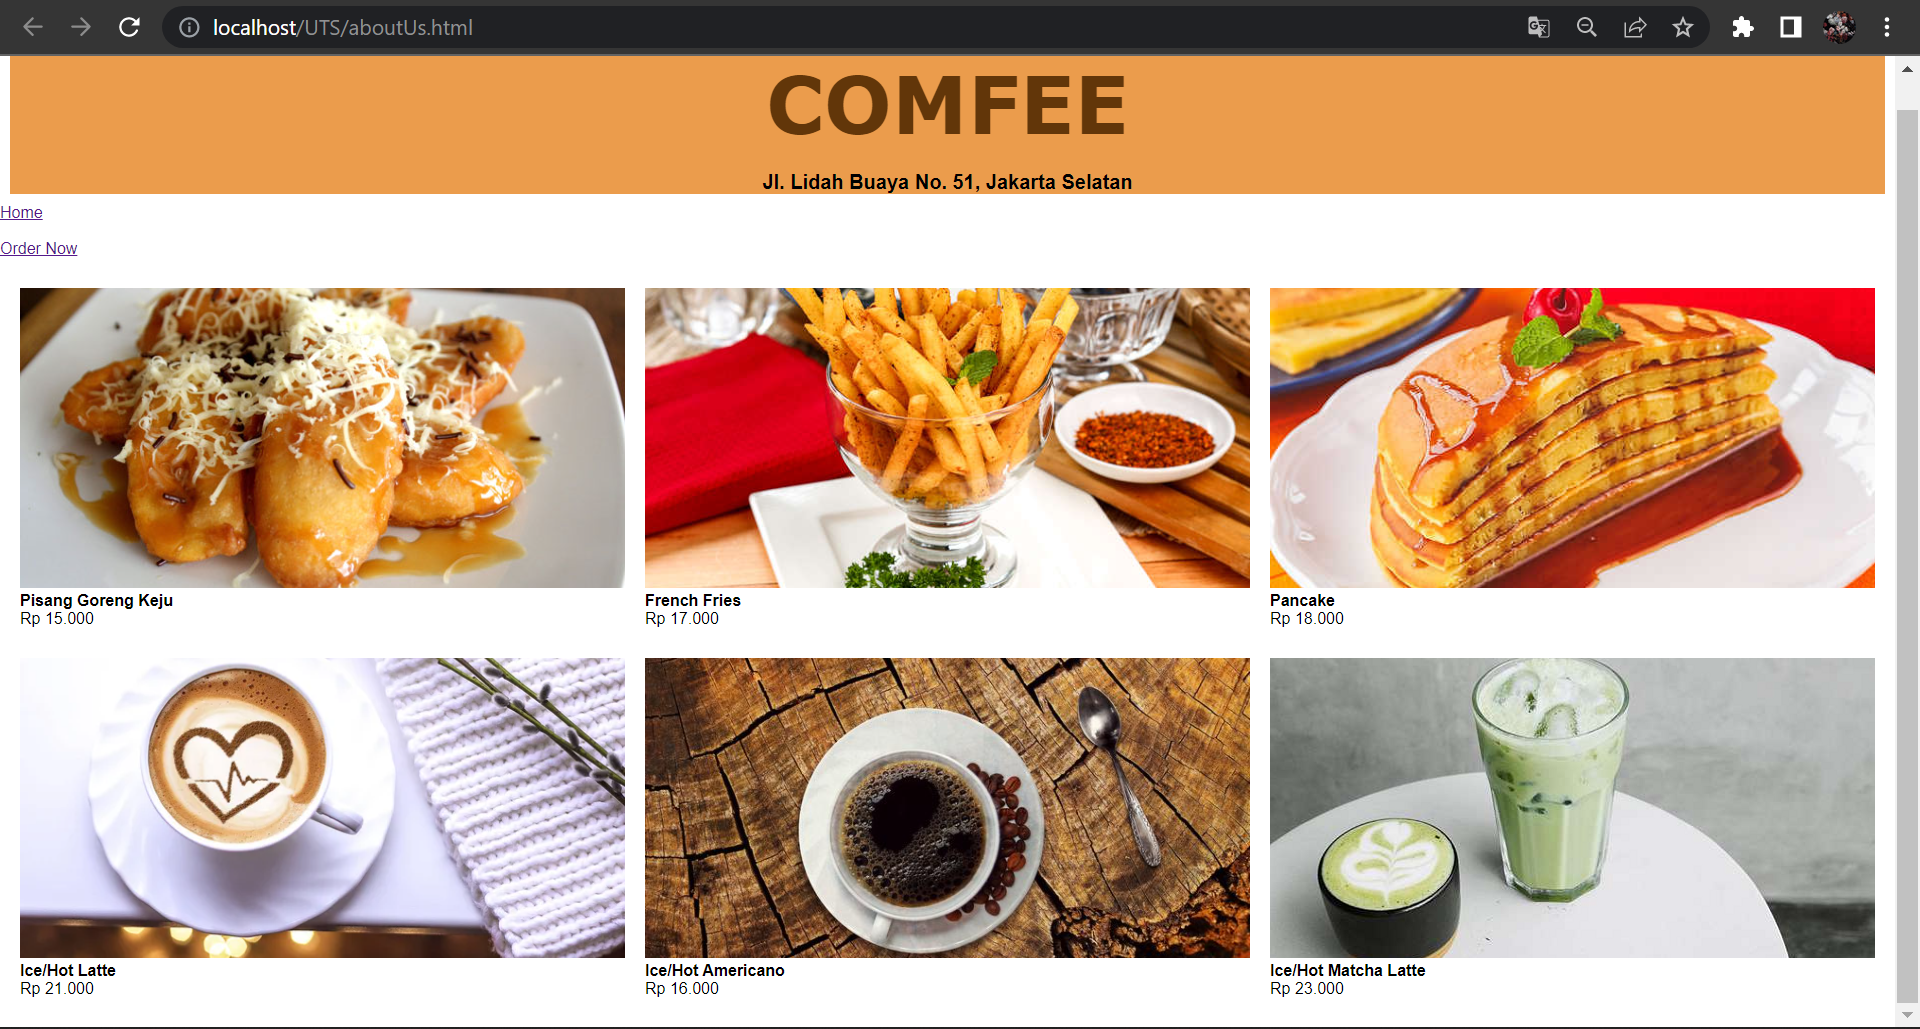 localhost/UTS/aboutUs.html
COMFEE
Jl. Lidah Buaya No. 51, Jakarta Selatan
Home
Order Now
Pisang Goreng Keju
Rp 15.000
French Fries
Rp 17.000
Pancake
Rp 18.000
Ice/Hot Latte
Rp 21.000
Ice/Hot Americano
Rp 16.000
Ice/Hot Matcha Latte
Rp 23.000